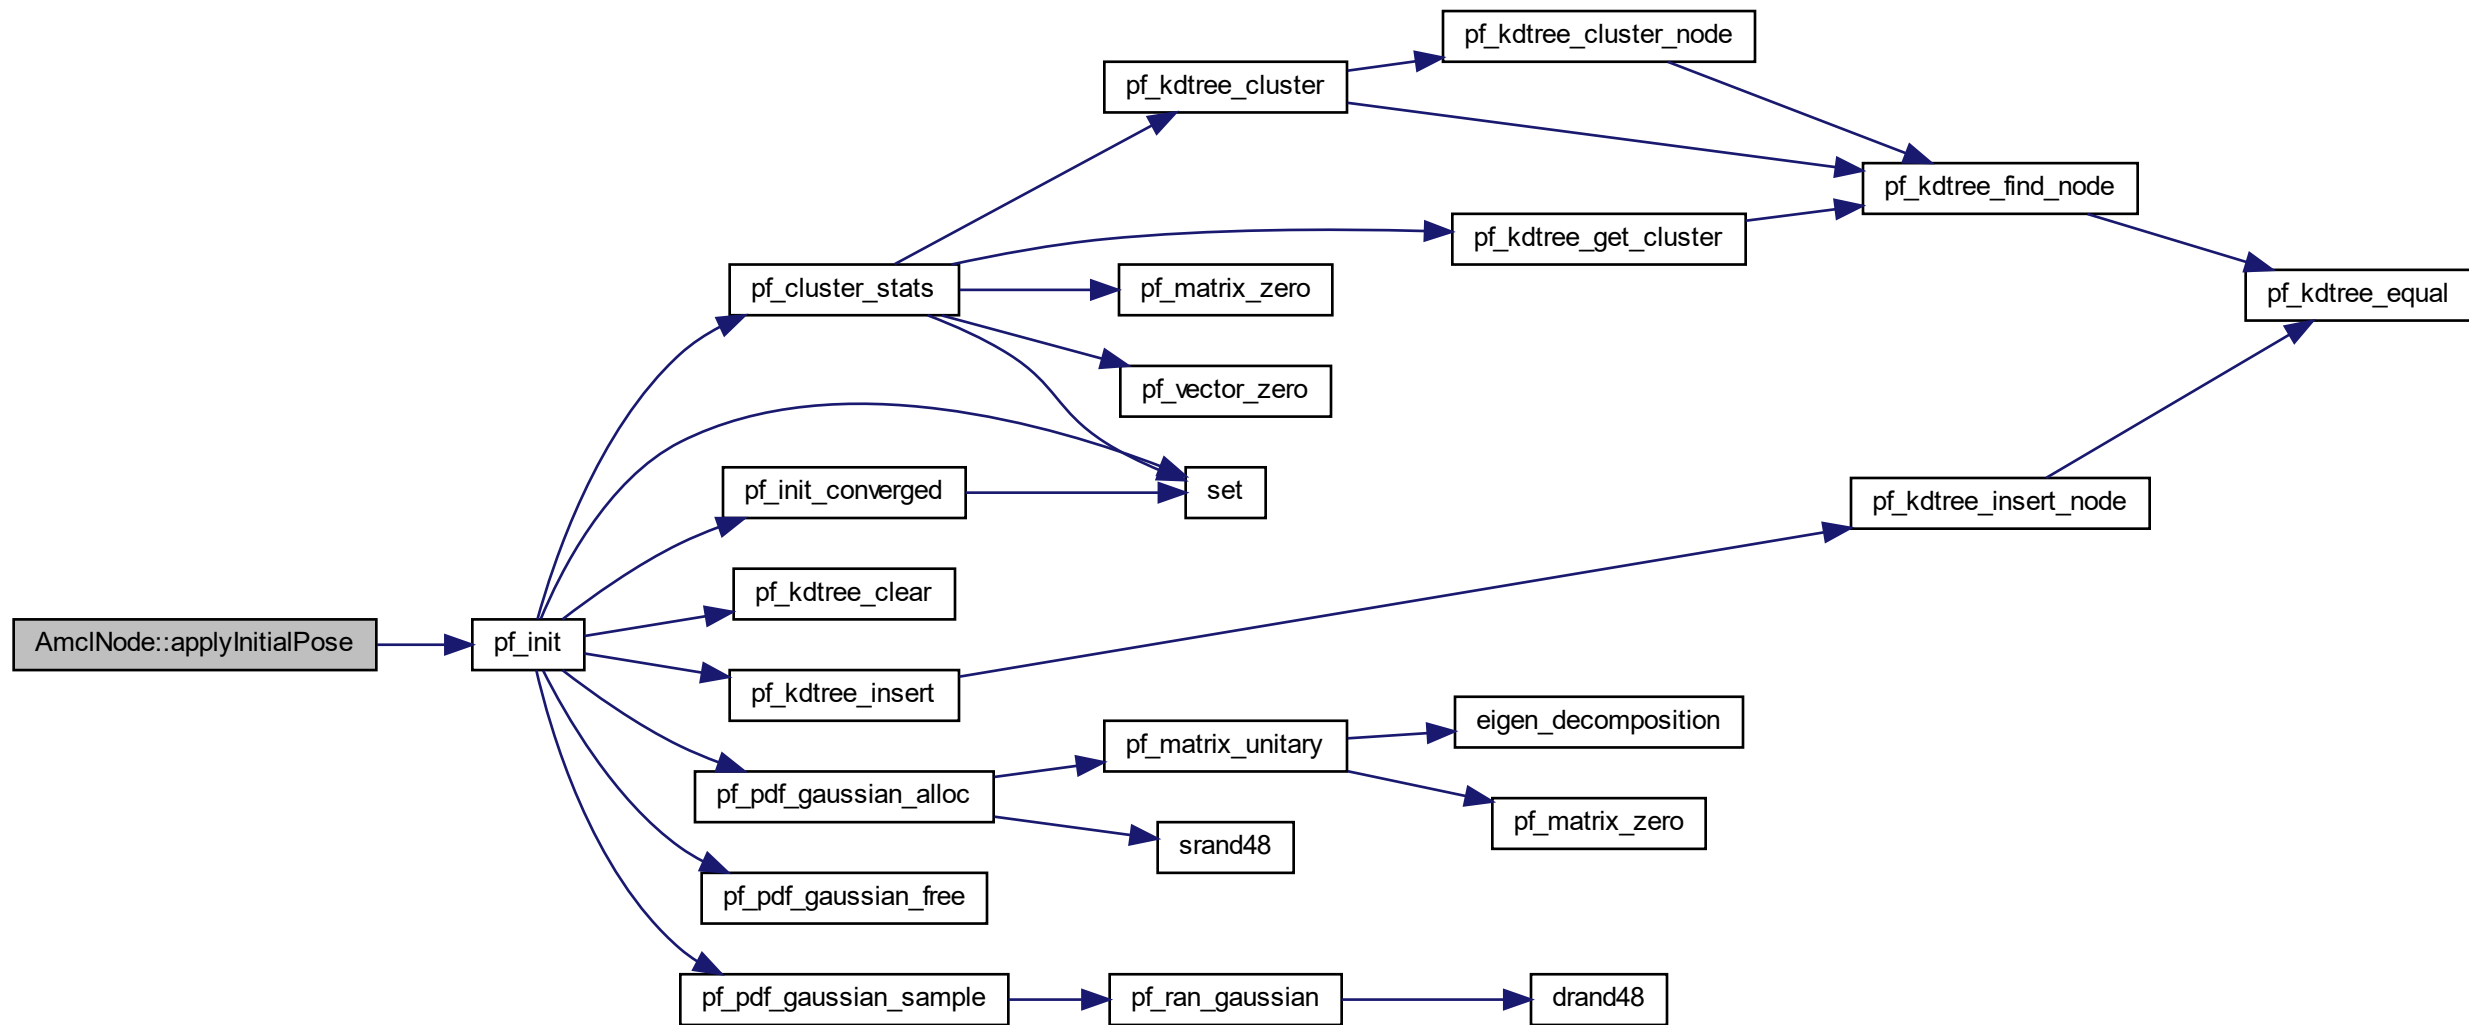 pf_kdtree_cluster_node
pf_kdtree_cluster
pf_kdtree_find_node
pf_kdtree_get_cluster
pf_cluster_stats
pf_matrix_zero
pf_kdtree_equal
pf_vector_zero
pf_init_converged
set
pf_kdtree_insert_node
pf_kdtree_clear
AmclNode::applyInitialPose
pf_init
pf_kdtree_insert
eigen_decomposition
pf_matrix_unitary
pf_pdf_gaussian_alloc
pf_matrix_zero
srand48
pf_pdf_gaussian_free
pf_pdf_gaussian_sample
pf_ran_gaussian
drand48